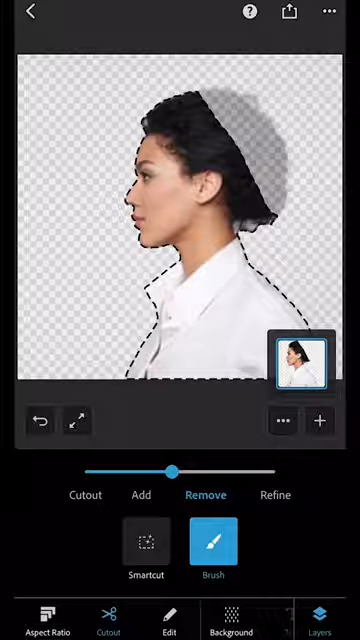 Cutout Add Remove Refine
Smartcut Brush
Aspect Ratio Cutout Edit Background Layers